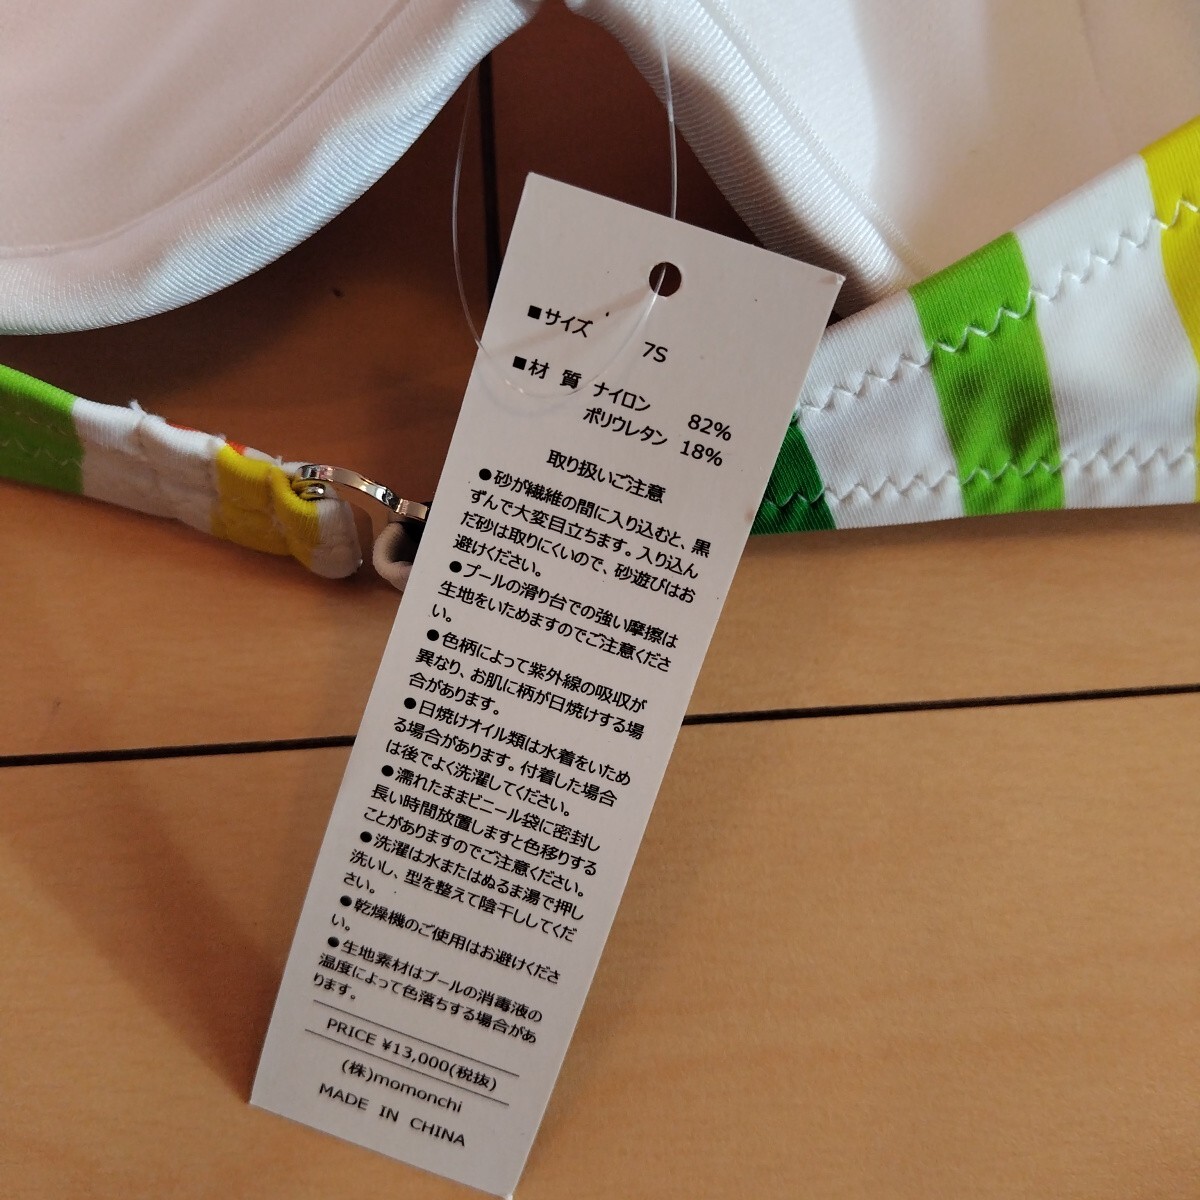 ■サイズ
7S
■材 質 ナイロン 82%
ポリウレタン 18%
取り扱いご注意
●砂が繊維の間に入り込むと、黒
ずんで大変目立ちます。入り込ん
だ砂は取りにくいので、砂遊びはお
避けください。
●プールの滑り台での強い摩擦は
生地をいためますのでご注意くださ
い。
●色柄によって紫外線の吸収が
異なり、お肌に柄が日焼けする場
合があります。
●日焼けオイル類は水着をいため
る場合があります。付着した場合
は後でよく洗濯してください。
●濡れたままビニール袋に密封し
長い時間放置しますと色移りする
ことがありますのでご注意ください。
●洗濯は水またはぬるま湯で押し
洗いし、型を整えて陰干ししてくだ
さい。
●乾燥機のご使用はお避けくださ
い。
●生地素材はプールの消毒液の
温度によって色落ちする場合があ
ります。
PRICE ¥13,000(税抜)
(株)momonchi
MADE IN CHINA